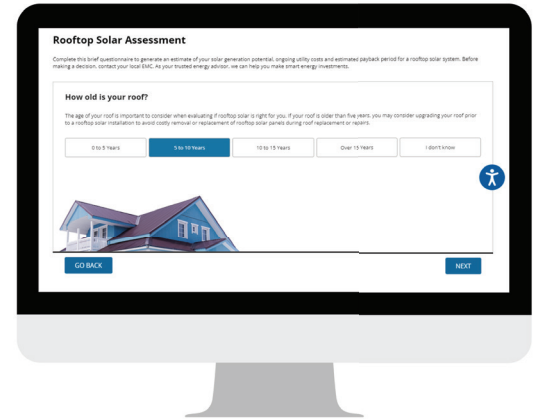 Rooftop Solar Assessment
Complete this brief questionnaire to generate an estimate of your solar generation potential, ongoing utility costs and estimated payback period for a rooftop solar system. Before
making a decision, contact your local EMC. As your trusted energy advisor, we can help you make smart energy investments.
How old is your roof?
The age of your roof is important to consider when evaluating if rooftop solar is right for you. If your roof is older than five years, you may consider upgrading your roof prior
to a rooftop solar installation to avoid costly removal or replacement of rooftop solar panels during roof replacement or repairs.
0 to 5 Years
5 to 10 Years
10 to 15 Years
Over 15 Years
I don't know
GO BACK
NEXT